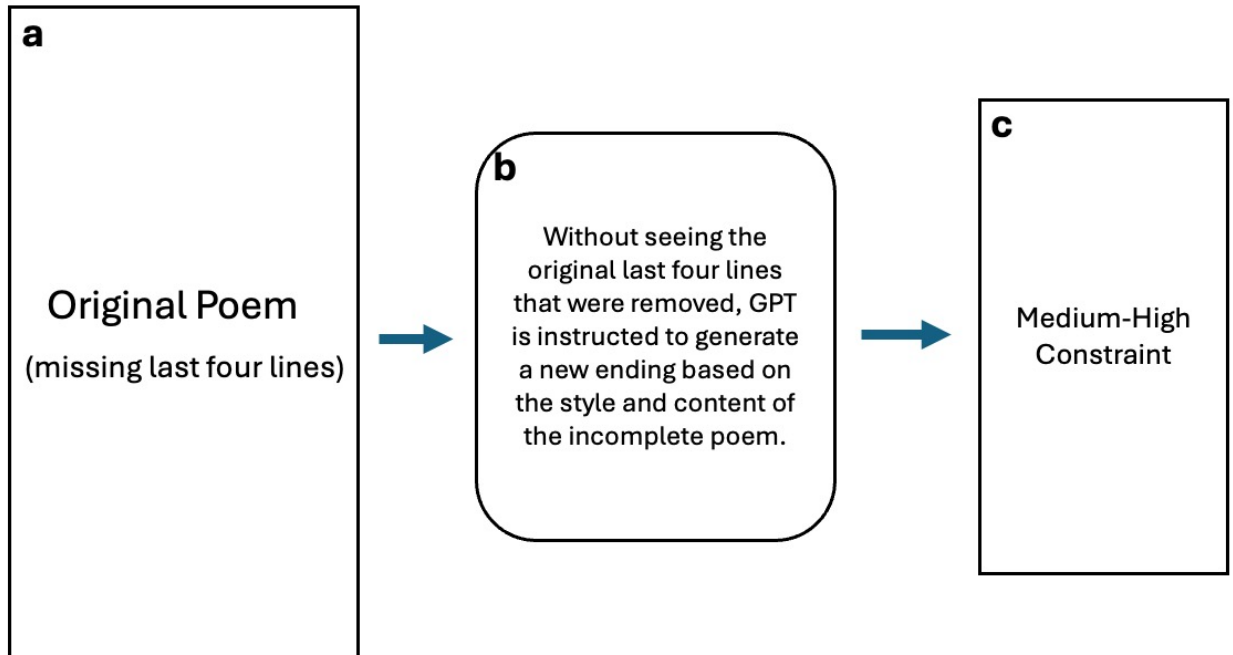 a
Original Poem
(missing last four lines)
b
Without seeing the
original last four lines
that were removed, GPT
is instructed to generate
a new ending based on
the style and content of
the incomplete poem.
c
Medium-High
Constraint